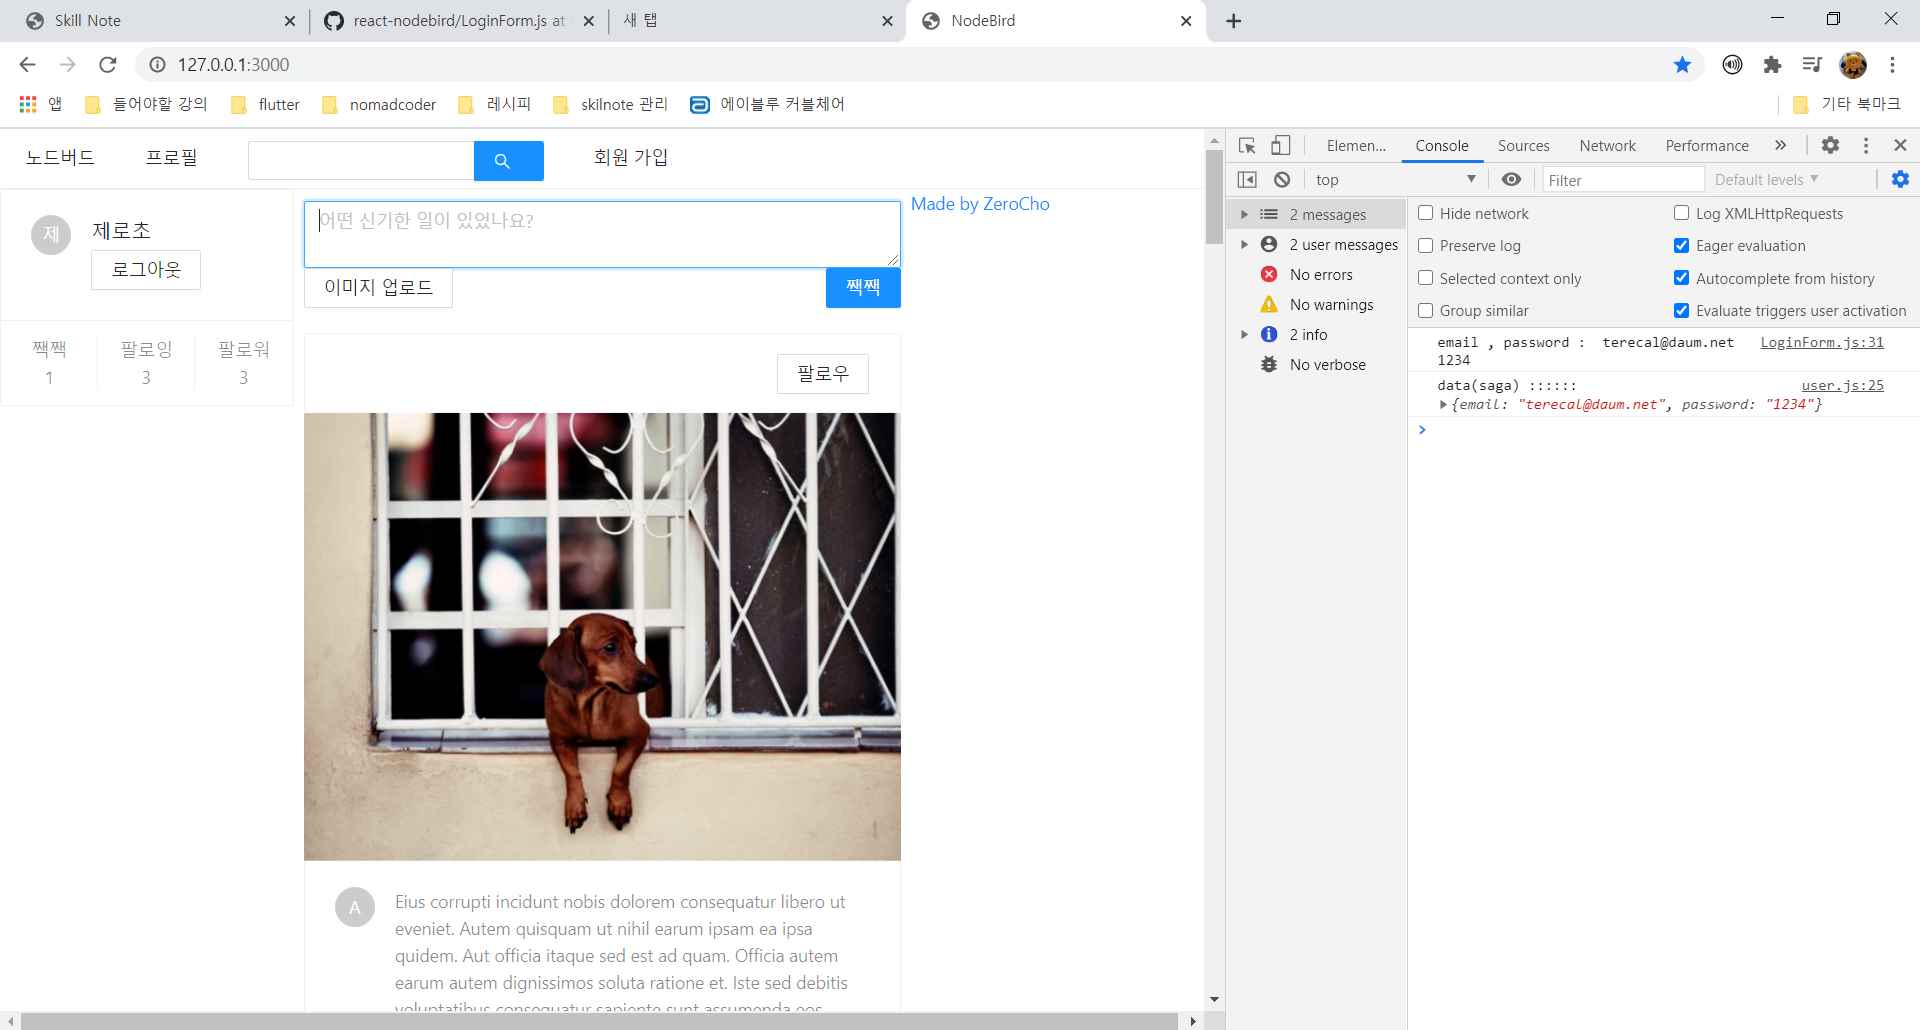 Skill Note
react-nodebird/LoginForm.js at
새 탭
NodeBird
127.0.0.1:3000
앱
들어야할 강의
flutter
nomadcoder
레시피
skilnote 관리
에이블루 커블체어
기타 북마크
노드버드
프로필
회원 가입
제
제로초
로그아웃
짹짹
팔로잉
팔로워
1
3
3
어떤 신기한 일이 있었나요?
이미지 업로드
짹짹
Made by ZeroCho
팔로우
A
Eius corrupti incidunt nobis dolorem consequatur libero ut
eveniet. Autem quisquam ut nihil earum ipsam ea ipsa
quidem. Aut officia itaque sed est ad quam. Officia autem
earum autem dignissimos soluta ratione et. Iste sed debitis
voluptatibus consequatur sapiente sunt assumenda eos
Elemen...
Console
Sources
Network
Performance
top
Filter
Default levels
2 messages
2 user messages
No errors
No warnings
2 info
No verbose
Hide network
Log XMLHttpRequests
Preserve log
Eager evaluation
Selected context only
Autocomplete from history
Group similar
Evaluate triggers user activation
email , password :  terecal@daum.net
LoginForm.js:31
1234
data(saga) ::::::
user.js:25
{email: "terecal@daum.net", password: "1234"}